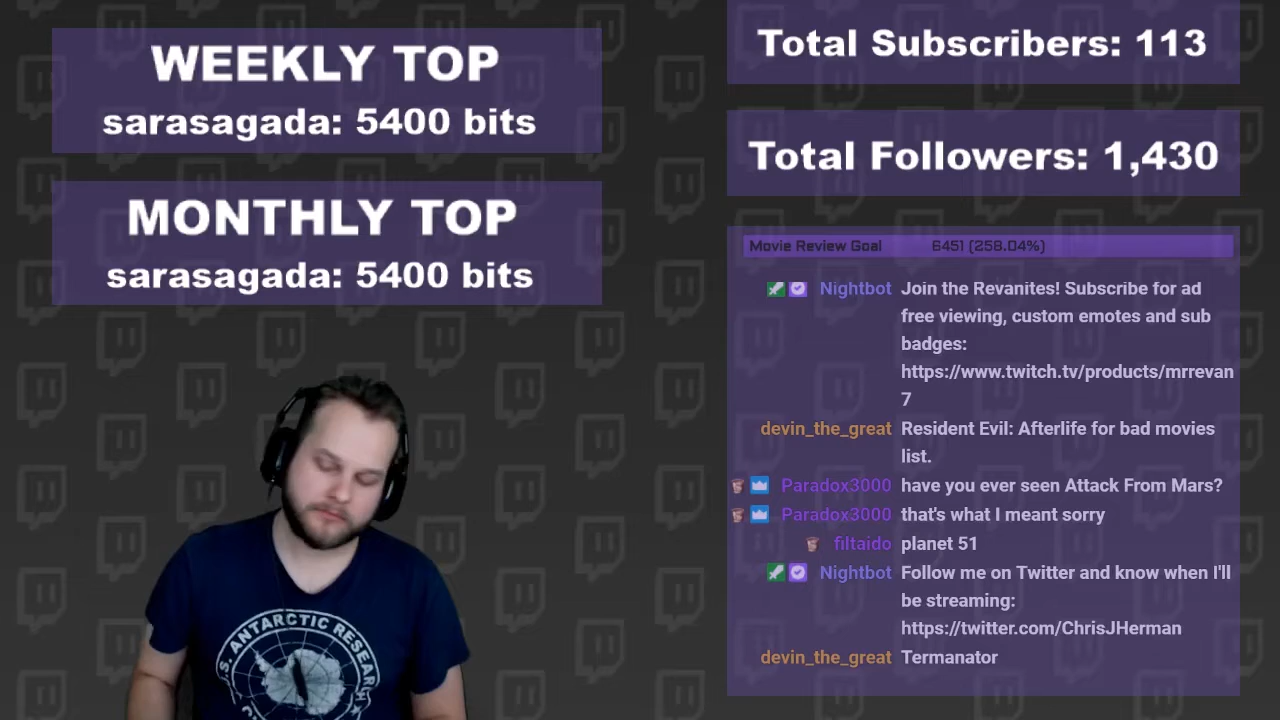 WEEKLY TOP
sarasagada: 5400 bits
MONTHLY TOP
sarasagada: 5400 bits
Total Subscribers: 113
Total Followers: 1,430
Movie Review Goal 6451 (258.04%)
Nightbot Join the Revanites! Subscribe for ad
free viewing, custom emotes and sub
badges:
https://www.twitch.tv/products/mrrevan
7
devin_the_great Resident Evil: Afterlife for bad movies
list.
Paradox3000 have you ever seen Attack From Mars?
Paradox3000 that's what I meant sorry
filtaido planet 51
Nightbot Follow me on Twitter and know when I'll
be streaming:
https://twitter.com/ChrisJHerman
devin_the_great Termanator
ANTARCTIC RESEARCH